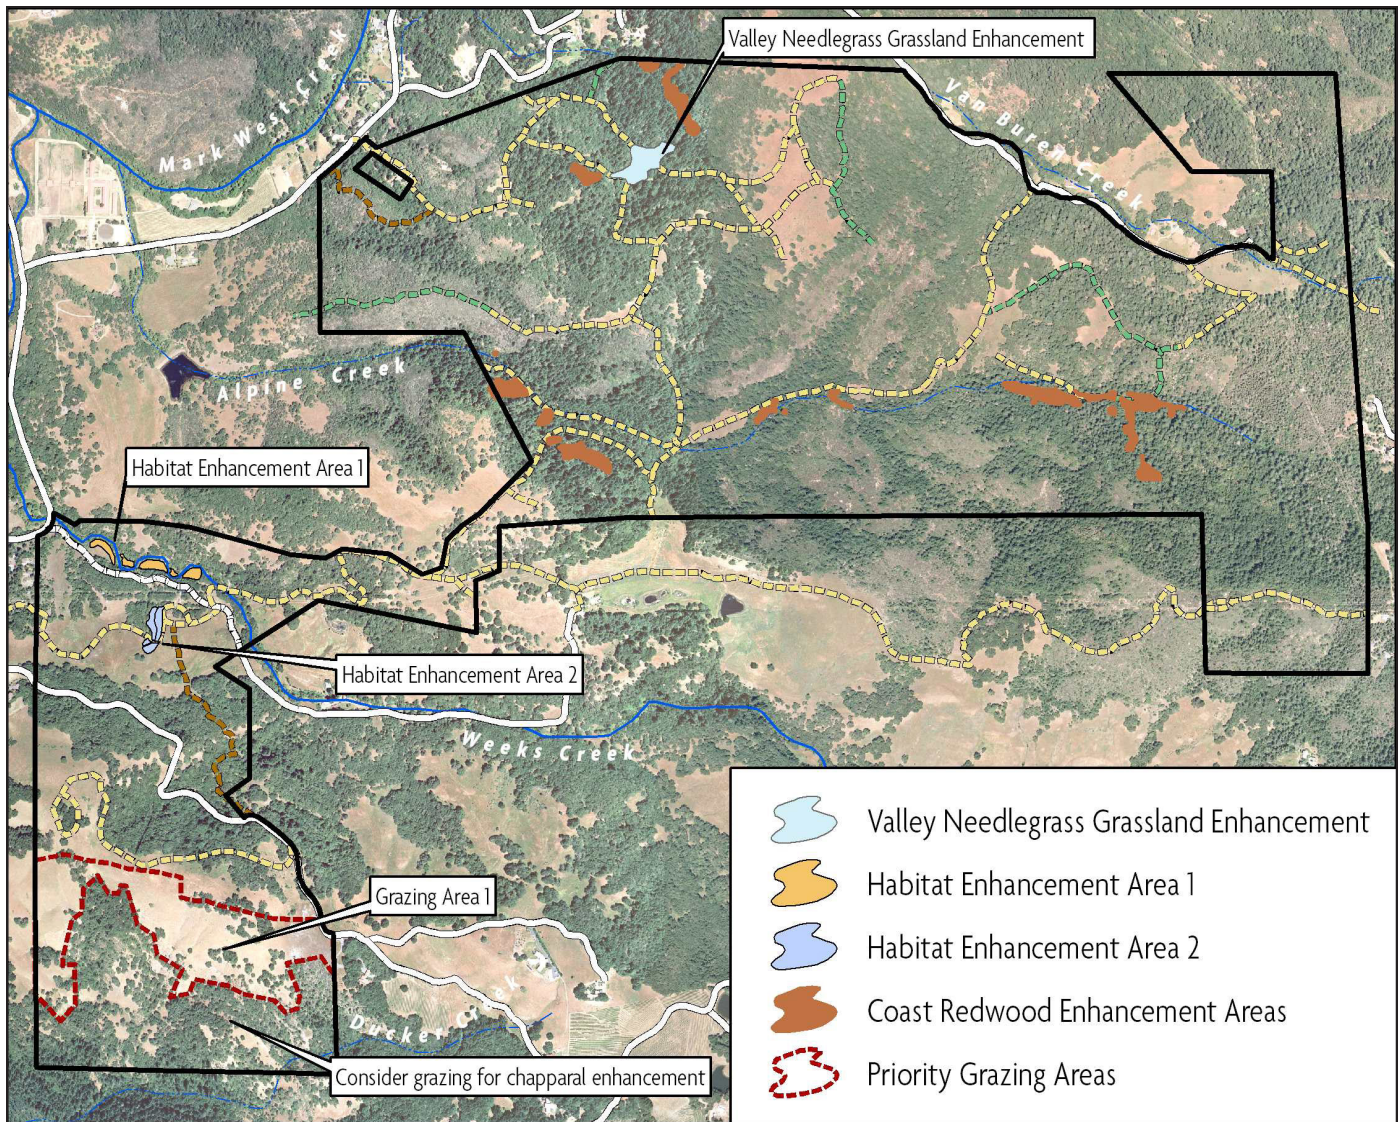 Valley Needlegrass Grassland Enhancement
Mark West Creek
Van Buren Creek
Alpine Creek
Habitat Enhancement Area 1
Habitat Enhancement Area 2
Weeks Creek
Grazing Area 1
Ducker Creek
Consider grazing for chapparal enhancement
Valley Needlegrass Grassland Enhancement
Habitat Enhancement Area 1
Habitat Enhancement Area 2
Coast Redwood Enhancement Areas
Priority Grazing Areas